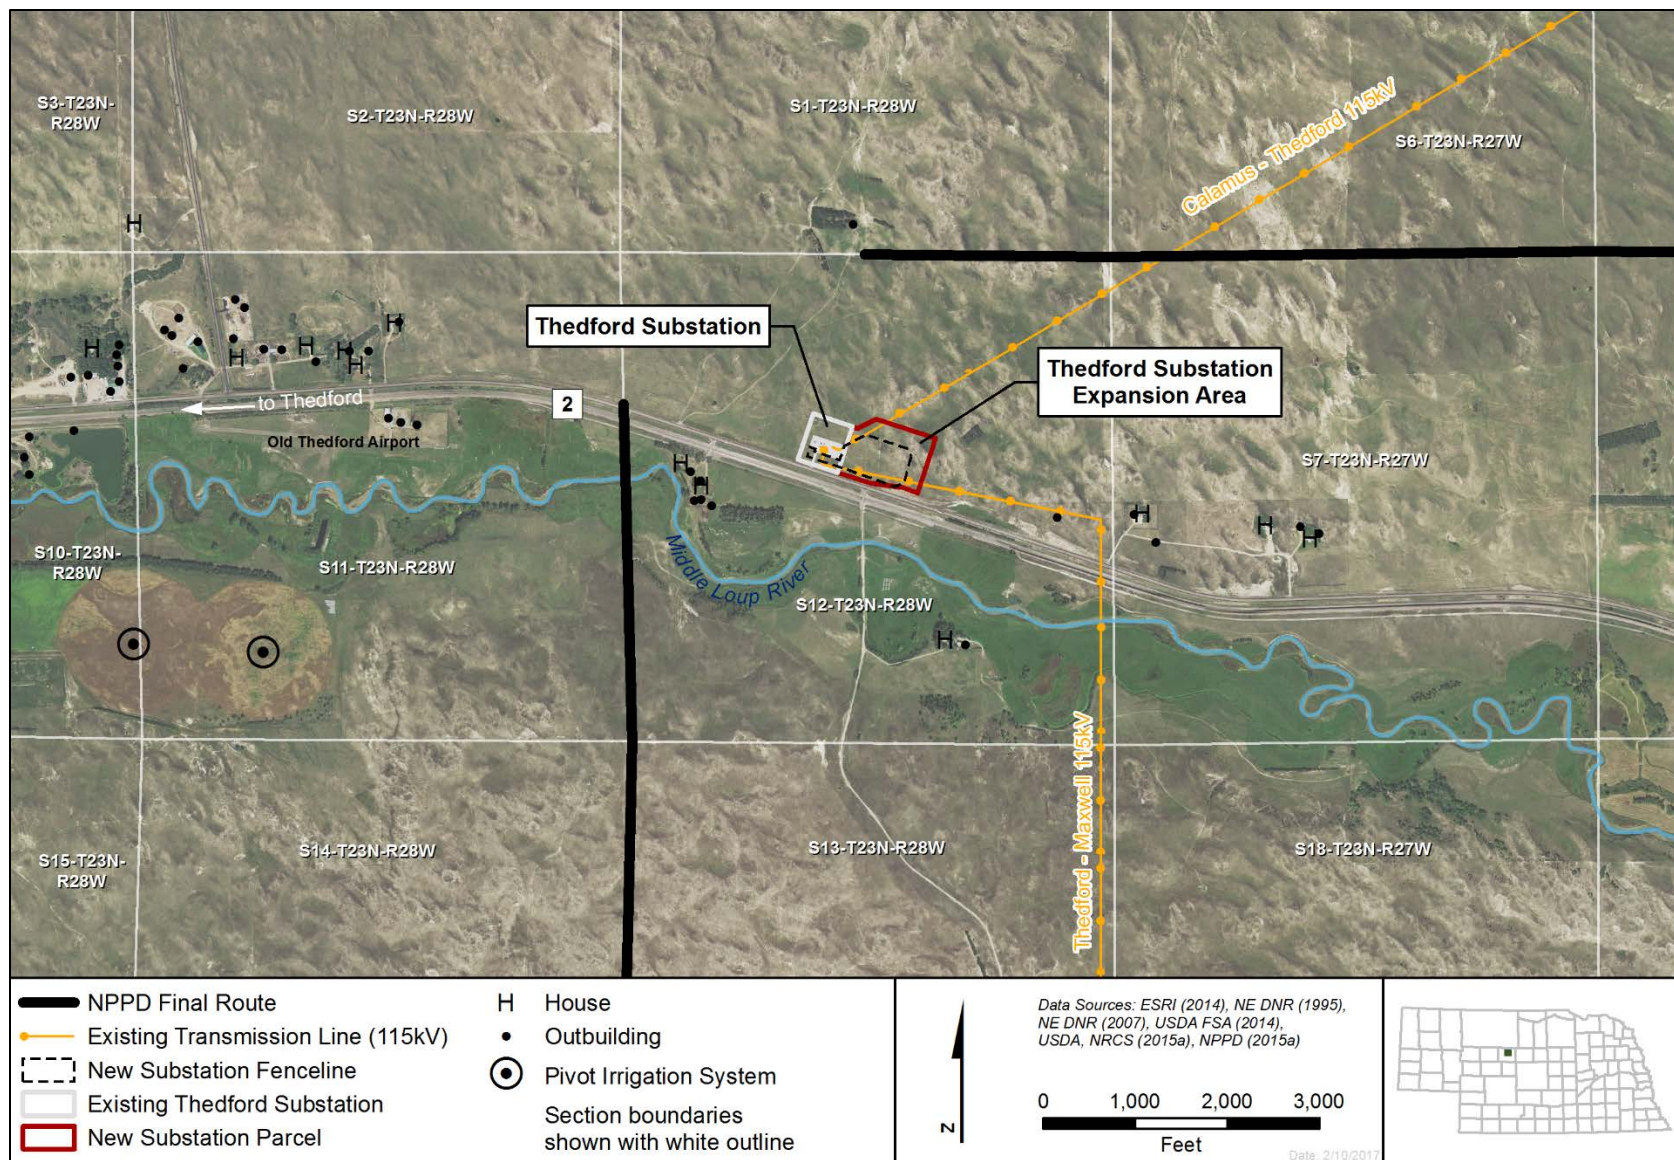 S3-T23N-
R28W
S2-T23N-R28W
S1-T23N-R28W
S6-T23N-R27W
Calamus - Thedford 115kV
H
Thedford Substation
Thedford Substation
Expansion Area
H
H
H
H
H
H
to Thedford
2
Old Thedford Airport
S7-T23N-R27W
H
H
H
H
H
S10-T23N-
R28W
S11-T23N-R28W
Middle Loup River
S12-T23N-R28W
H
Thedford - Maxwell 115kV
S15-T23N-
R28W
S14-T23N-R28W
S13-T23N-R28W
S18-T23N-R27W
NPPD Final Route
Existing Transmission Line (115kV)
New Substation Fenceline
Existing Thedford Substation
New Substation Parcel
H House
Outbuilding
Pivot Irrigation System
Section boundaries
shown with white outline
N
Data Sources: ESRI (2014), NE DNR (1995),
NE DNR (2007), USDA FSA (2014),
USDA, NRCS (2015a), NPPD (2015a)
0 1,000 2,000 3,000
Feet
Date: 2/10/2017